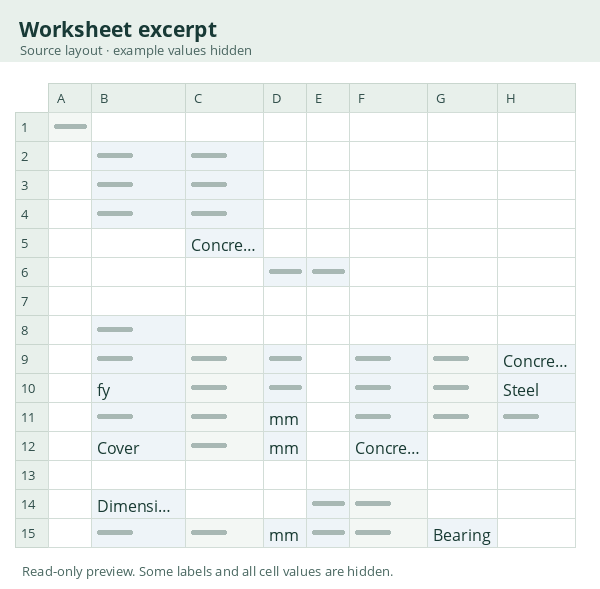 Worksheet excerpt
Source layout · example values hidden
A B C D E F G H
1
2
3
4
5 Concre...
6
7
8
9 Concre...
10 fy Steel
11 mm
12 Cover mm Concre...
13
14 Dimensi...
15 mm Bearing
Read-only preview. Some labels and all cell values are hidden.